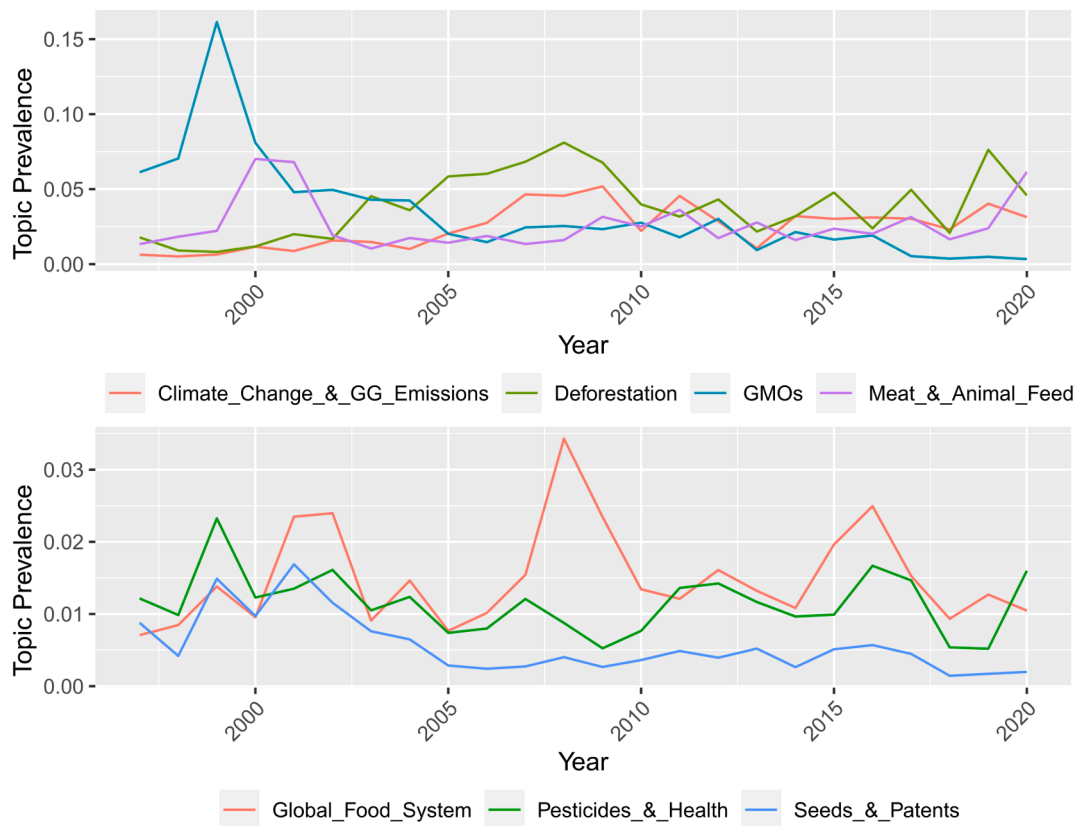 Topic Prevalence
0.15
0.10
0.05
0.00
2000 2005 2010 2015 2020
Year
Climate_Change_&_GG_Emissions Deforestation GMOs Meat_&_Animal_Feed
Topic Prevalence
0.03
0.02
0.01
0.00
2000 2005 2010 2015 2020
Year
Global_Food_System Pesticides_&_Health Seeds_&_Patents